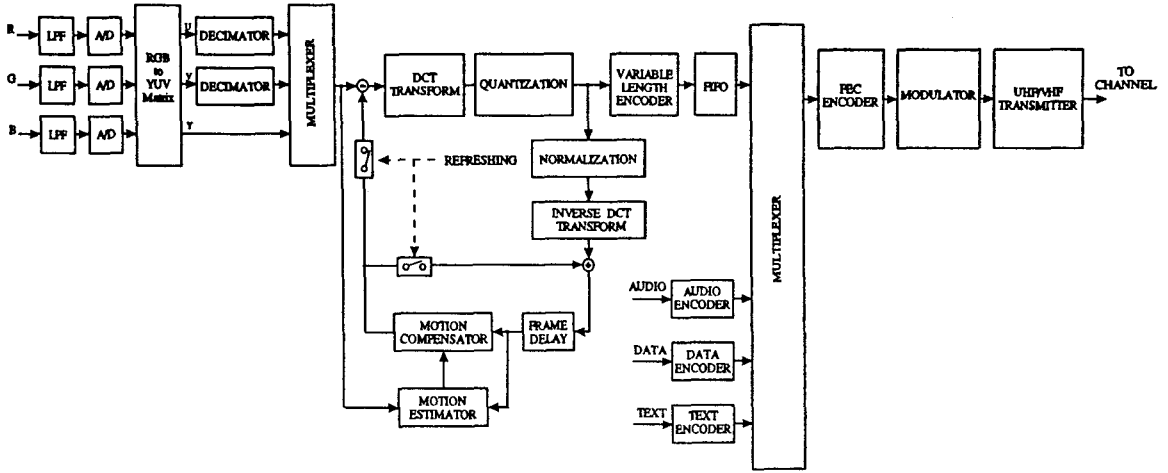 R
LPF
A/D
G
LPF
A/D
B
LPF
A/D
RGB
to
YUV
Matrix
U
V
Y
DECIMATOR
DECIMATOR
MULTIPLEXER
DCT
TRANSFORM
QUANTIZATION
VARIABLE
LENGTH
ENCODER
FIFO
REFRESHING
NORMALIZATION
INVERSE DCT
TRANSFORM
MOTION
COMPENSATOR
FRAME
DELAY
MOTION
ESTIMATOR
AUDIO
AUDIO
ENCODER
DATA
DATA
ENCODER
TEXT
TEXT
ENCODER
MULTIPLEXER
FEC
ENCODER
MODULATOR
UHF/VHF
TRANSMITTER
TO
CHANNEL